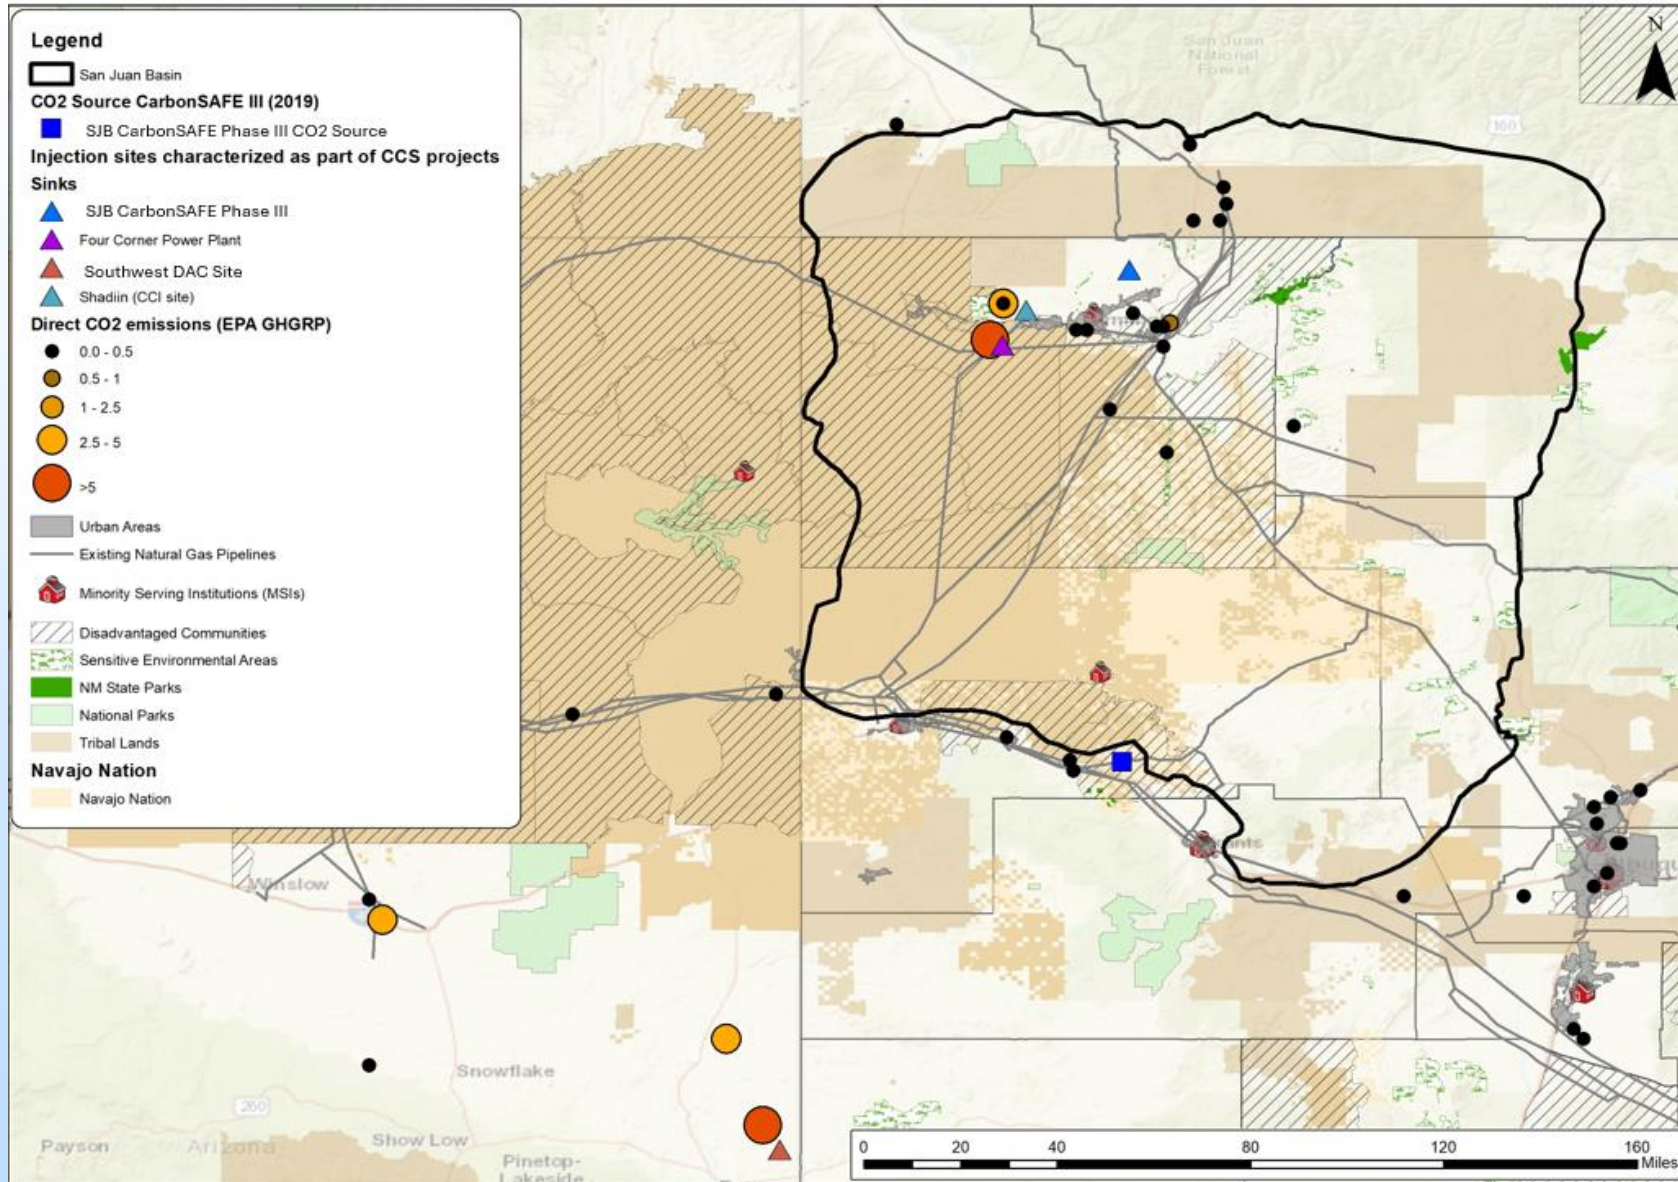 Legend
San Juan Basin
CO2 Source CarbonSAFE III (2019)
SJB CarbonSAFE Phase III CO2 Source
Injection sites characterized as part of CCS projects
Sinks
SJB CarbonSAFE Phase III
Four Corner Power Plant
Southwest DAC Site
Shadiin (CCI site)
Direct CO2 emissions (EPA GHGRP)
0.0 - 0.5
0.5 - 1
1 - 2.5
2.5 - 5
>5
Urban Areas
Existing Natural Gas Pipelines
Minority Serving Institutions (MSIs)
Disadvantaged Communities
Sensitive Environmental Areas
NM State Parks
National Parks
Tribal Lands
Navajo Nation
Navajo Nation
San Juan
National
Forest
N
160
Winslow
Snowflake
260
Payson
Arizona
Show Low
Pinetop-
Lakeside
0 20 40 80 120 160
Miles